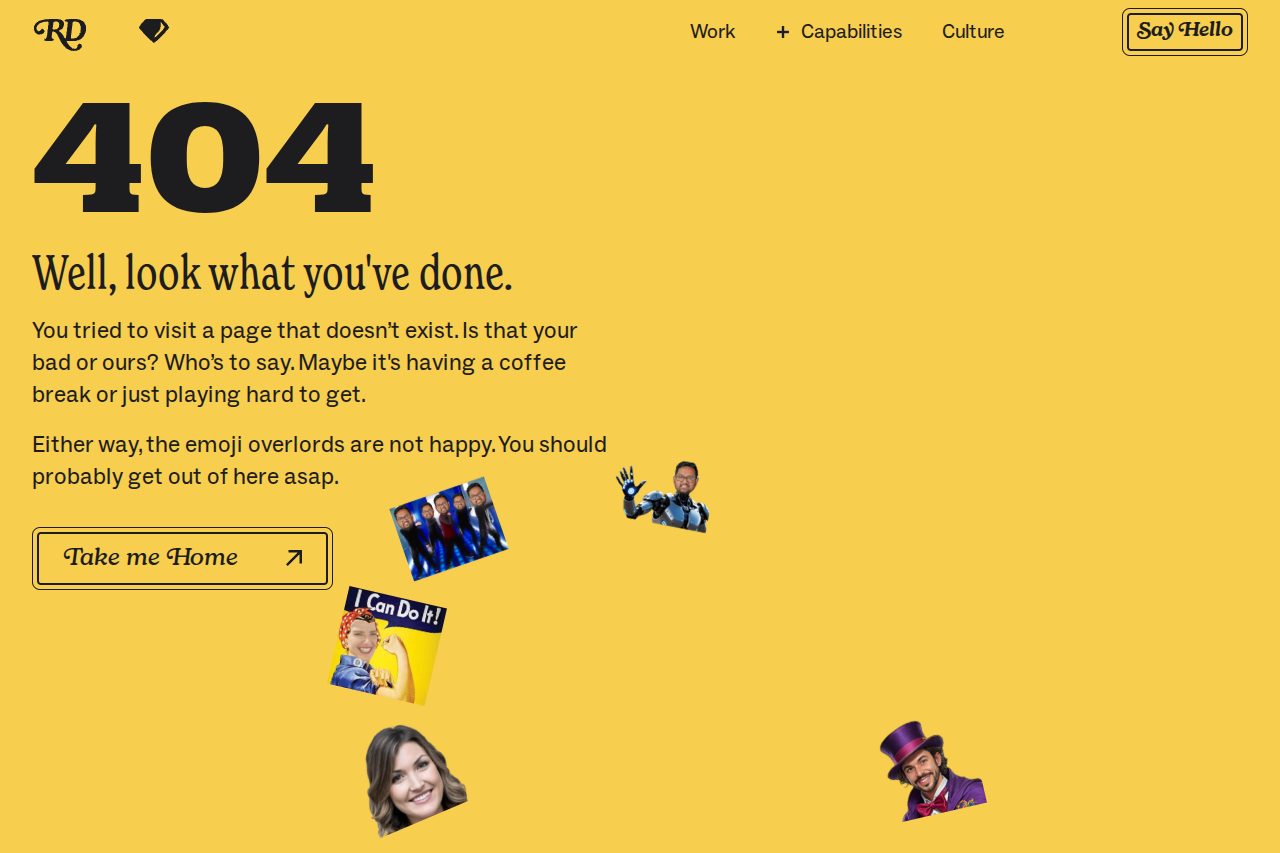 RD
Work
+ Capabilities
Culture
Say Hello
404
Well, look what you've done.
You tried to visit a page that doesn’t exist. Is that your
bad or ours? Who’s to say. Maybe it's having a coffee
break or just playing hard to get.
Either way, the emoji overlords are not happy. You should
probably get out of here asap.
Take me Home
I Can Do It!